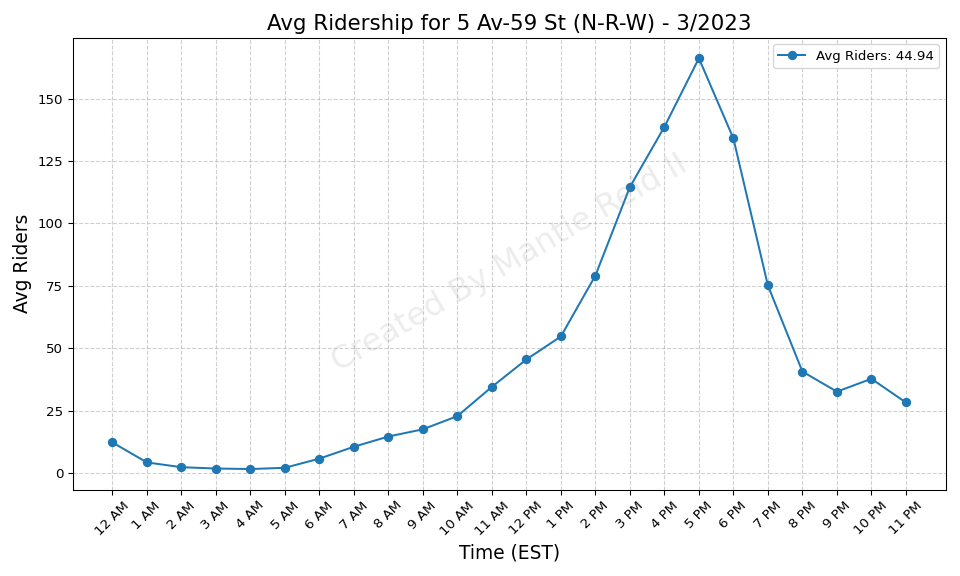 Avg Ridership for 5 Av-59 St (N-R-W) - 3/2023
Avg Riders: 44.94
Avg Riders
150
125
100
75
50
25
0
Created By Mantle Reid II
12 AM
1 AM
2 AM
3 AM
4 AM
5 AM
6 AM
7 AM
8 AM
9 AM
10 AM
11 AM
12 PM
1 PM
2 PM
3 PM
4 PM
5 PM
6 PM
7 PM
8 PM
9 PM
10 PM
11 PM
Time (EST)